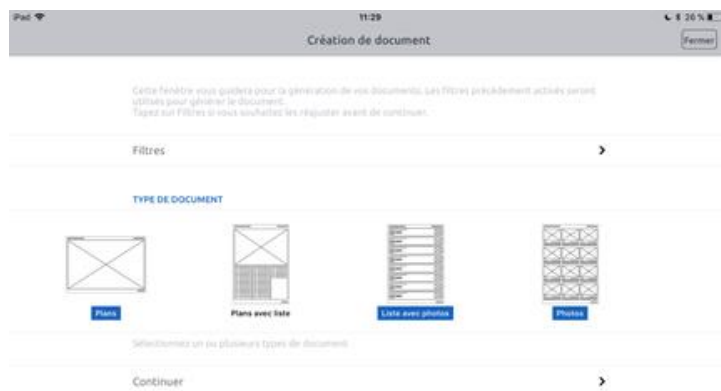 iPad 11:29 26 %
Création de document Fermer
Cette fenêtre vous guidera pour la génération de vos documents. Les filtres précédemment activés seront
utilisés pour générer le document.
Tapez sur Filtres si vous souhaitez les réajuster avant de continuer.
Filtres
TYPE DE DOCUMENT
Plans Plans avec liste Liste avec photos Photos
Sélectionnez un ou plusieurs types de document
Continuer